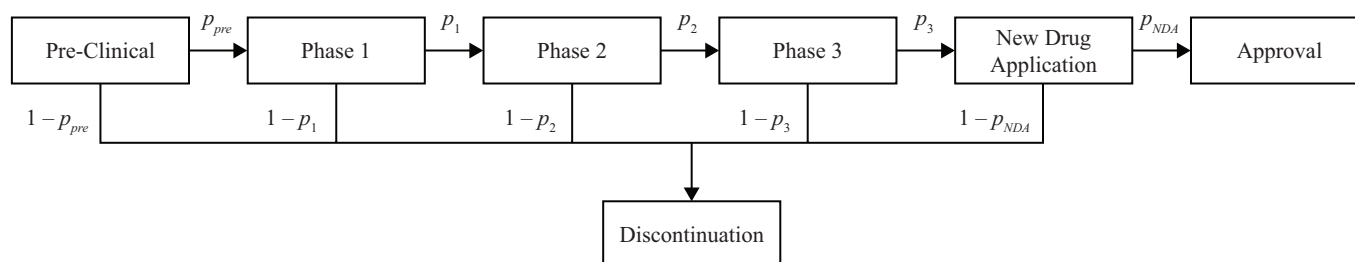 p_pre
p_1
p_2
p_3
p_NDA
Pre-Clinical
Phase 1
Phase 2
Phase 3
New Drug
Application
Approval
1 – p_pre
1 – p_1
1 – p_2
1 – p_3
1 – p_NDA
Discontinuation